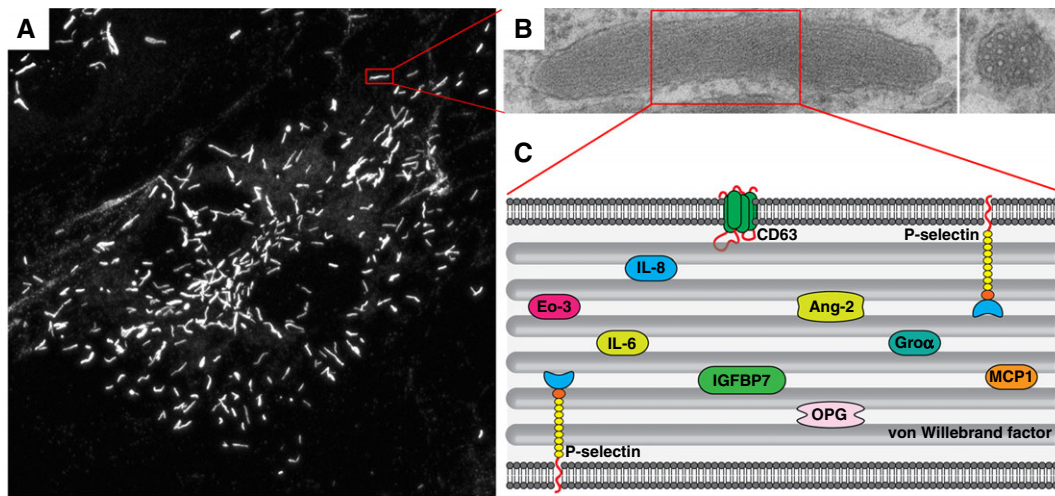 A
B
C
CD63
P-selectin
IL-8
Eo-3
Ang-2
IL-6
Groα
IGFBP7
MCP1
OPG
von Willebrand factor
P-selectin